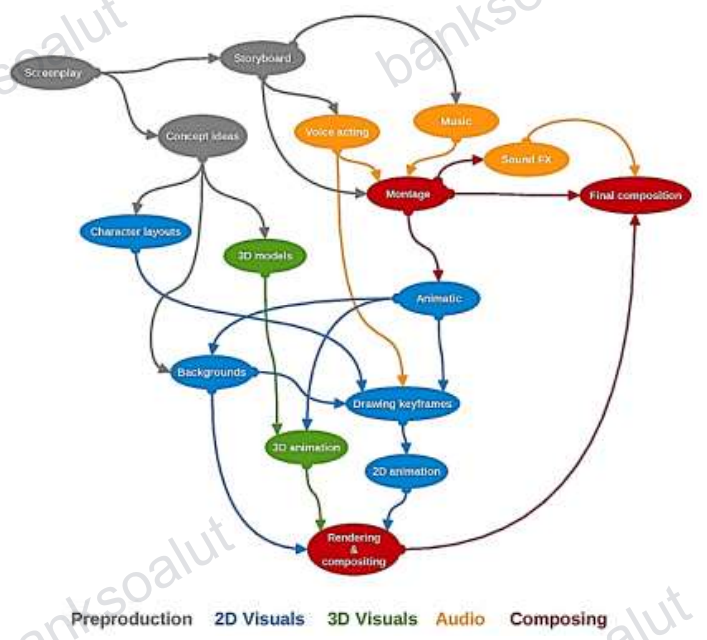 banksoalut
Screenplay
Storyboard
Concept ideas
Voice acting
Music
Sound FX
Montage
Final composition
Character layouts
3D models
Animatic
Backgrounds
Drawing keyframes
3D animation
2D animation
Rendering
&
compositing
Preproduction 2D Visuals 3D Visuals Audio Composing